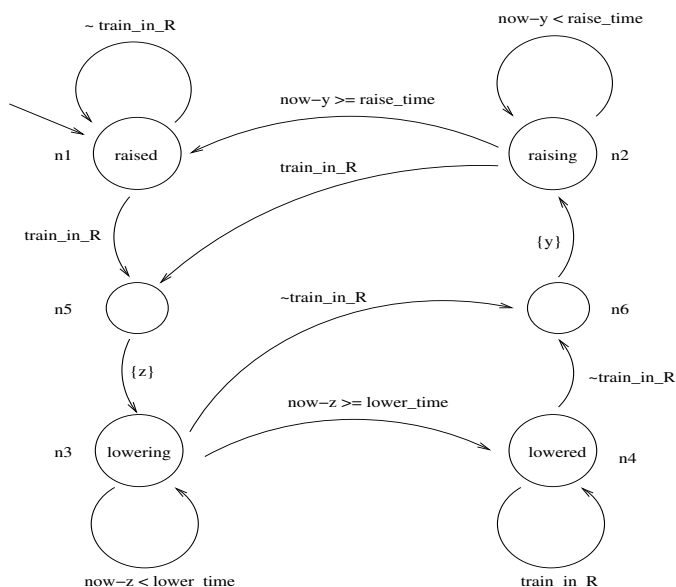 ~ train_in_R
now-y < raise_time
now-y >= raise_time
n1
raised
raising
n2
train_in_R
train_in_R
{y}
n5
~train_in_R
n6
{z}
~train_in_R
now-z >= lower_time
n3
lowering
lowered
n4
now-z < lower_time
train_in_R